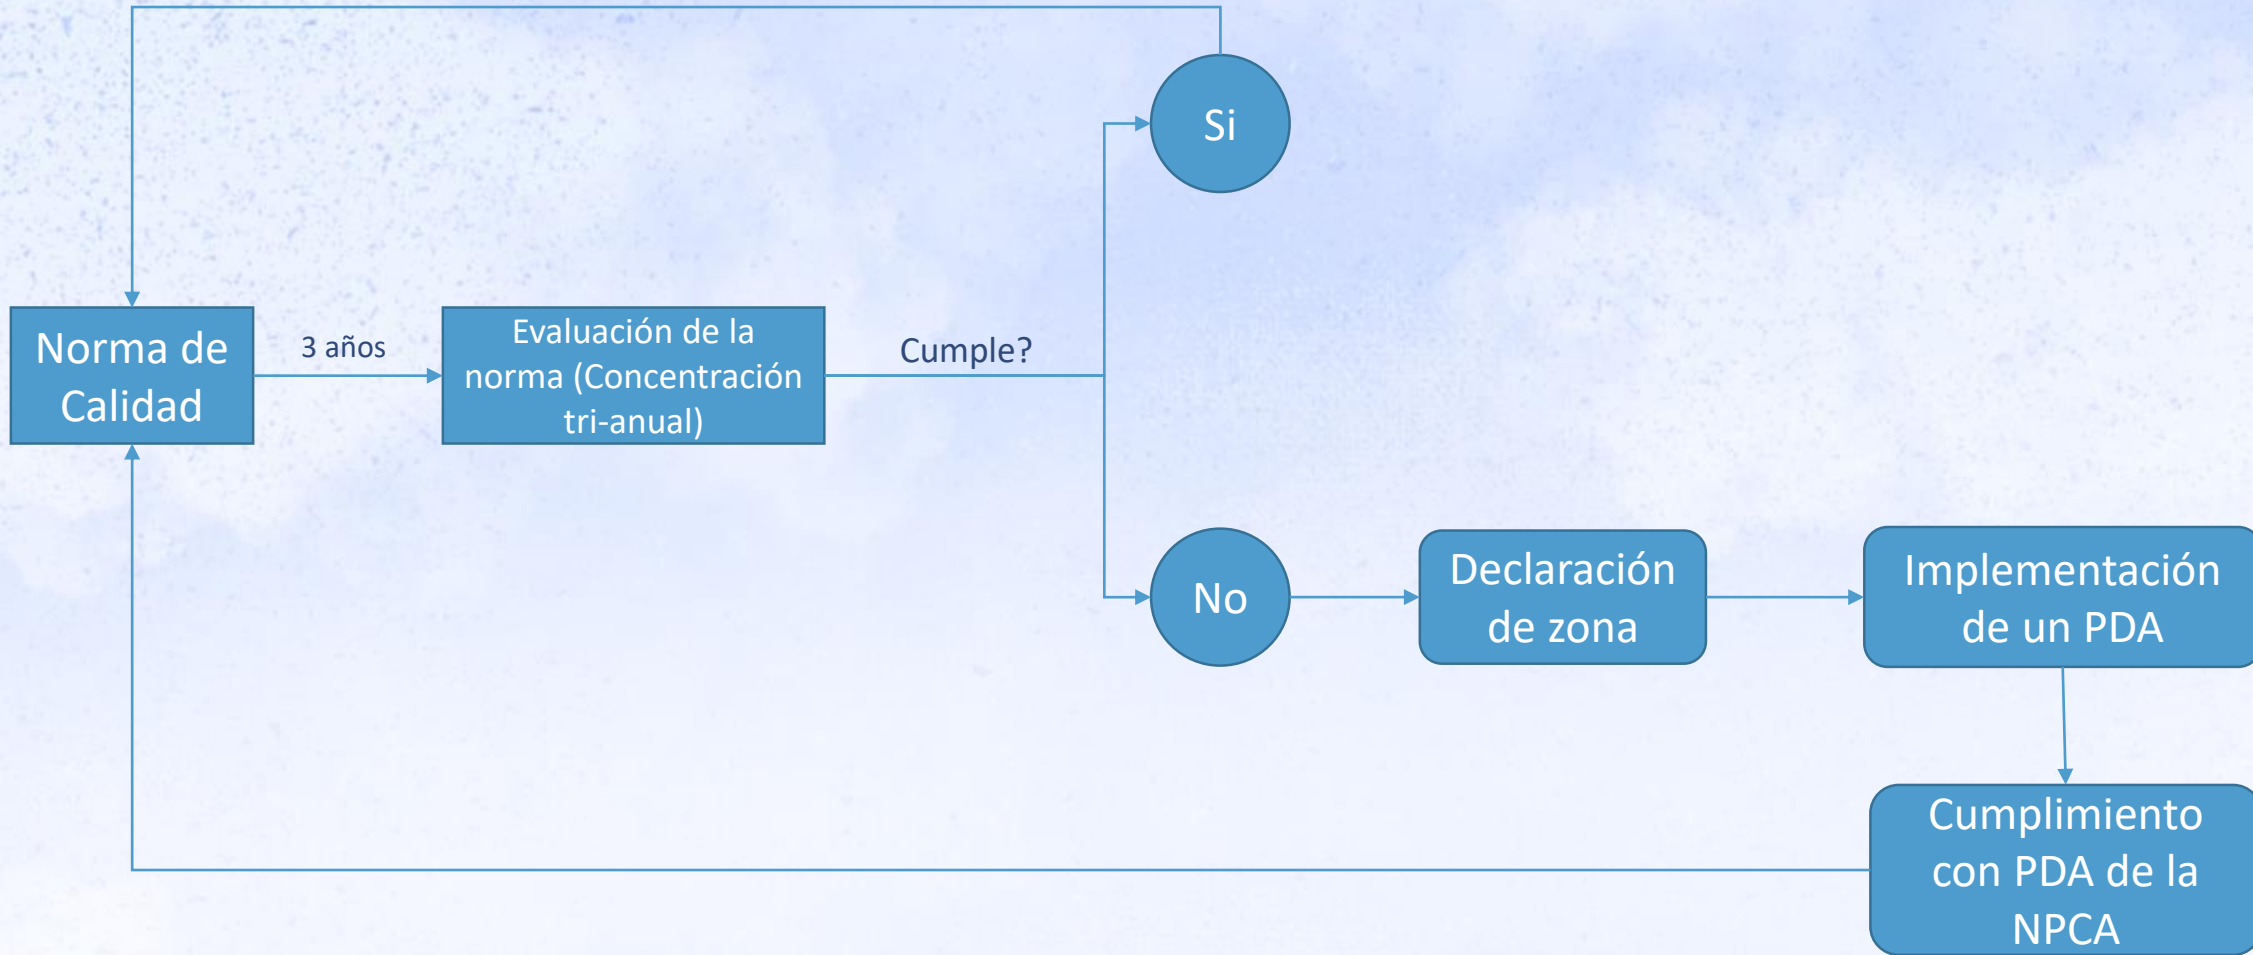 Si
Norma de
Calidad
3 años
Evaluación de la
norma (Concentración
tri-anual)
Cumple?
No
Declaración
de zona
Implementación
de un PDA
Cumplimiento
con PDA de la
NPCA